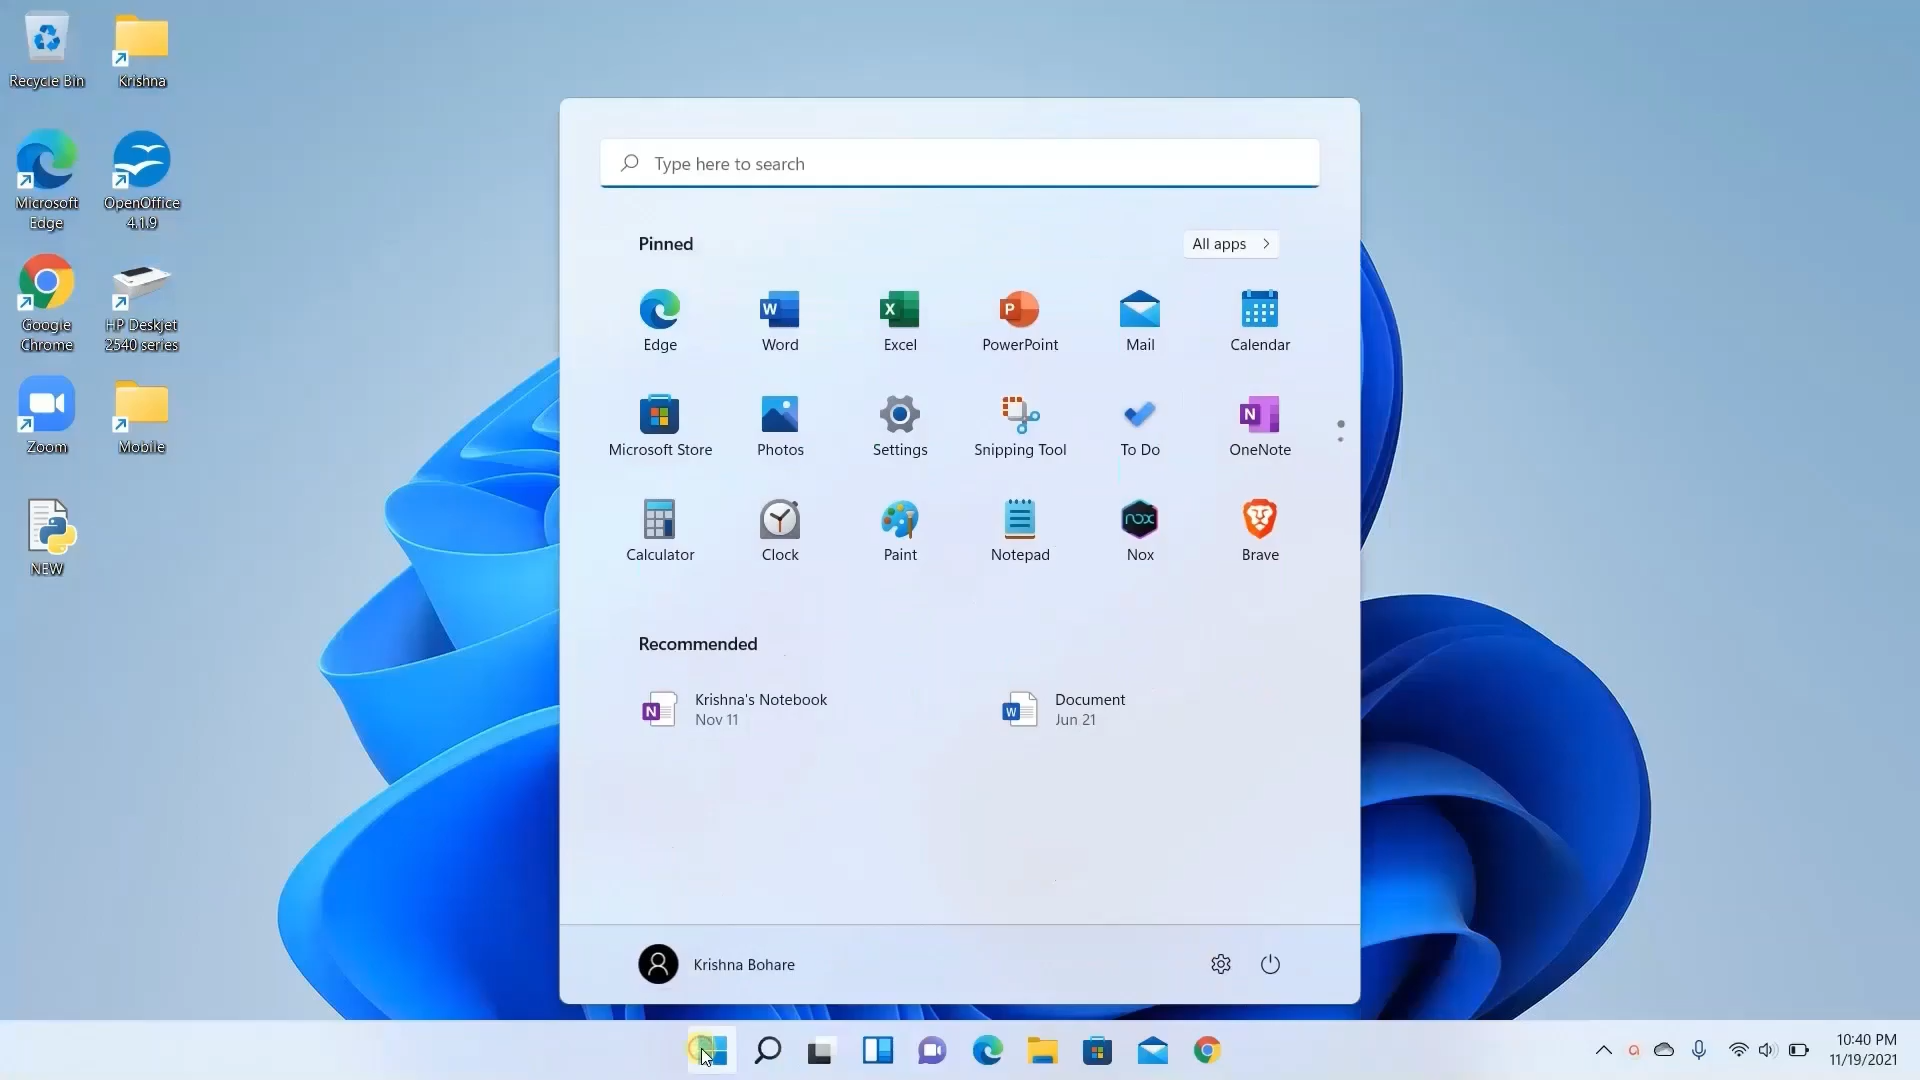 Recycle Bin
Krishna
Microsoft
Edge
OpenOffice
4.1.9
Google
Chrome
HP Deskjet
2540 series
Zoom
Mobile
NEW
Type here to search
Pinned
All apps
Edge
Word
Excel
PowerPoint
Mail
Calendar
Microsoft Store
Photos
Settings
Snipping Tool
To Do
OneNote
Calculator
Clock
Paint
Notepad
Nox
Brave
Recommended
Krishna's Notebook
Nov 11
Document
Jun 21
Krishna Bohare
10:40 PM
11/19/2021